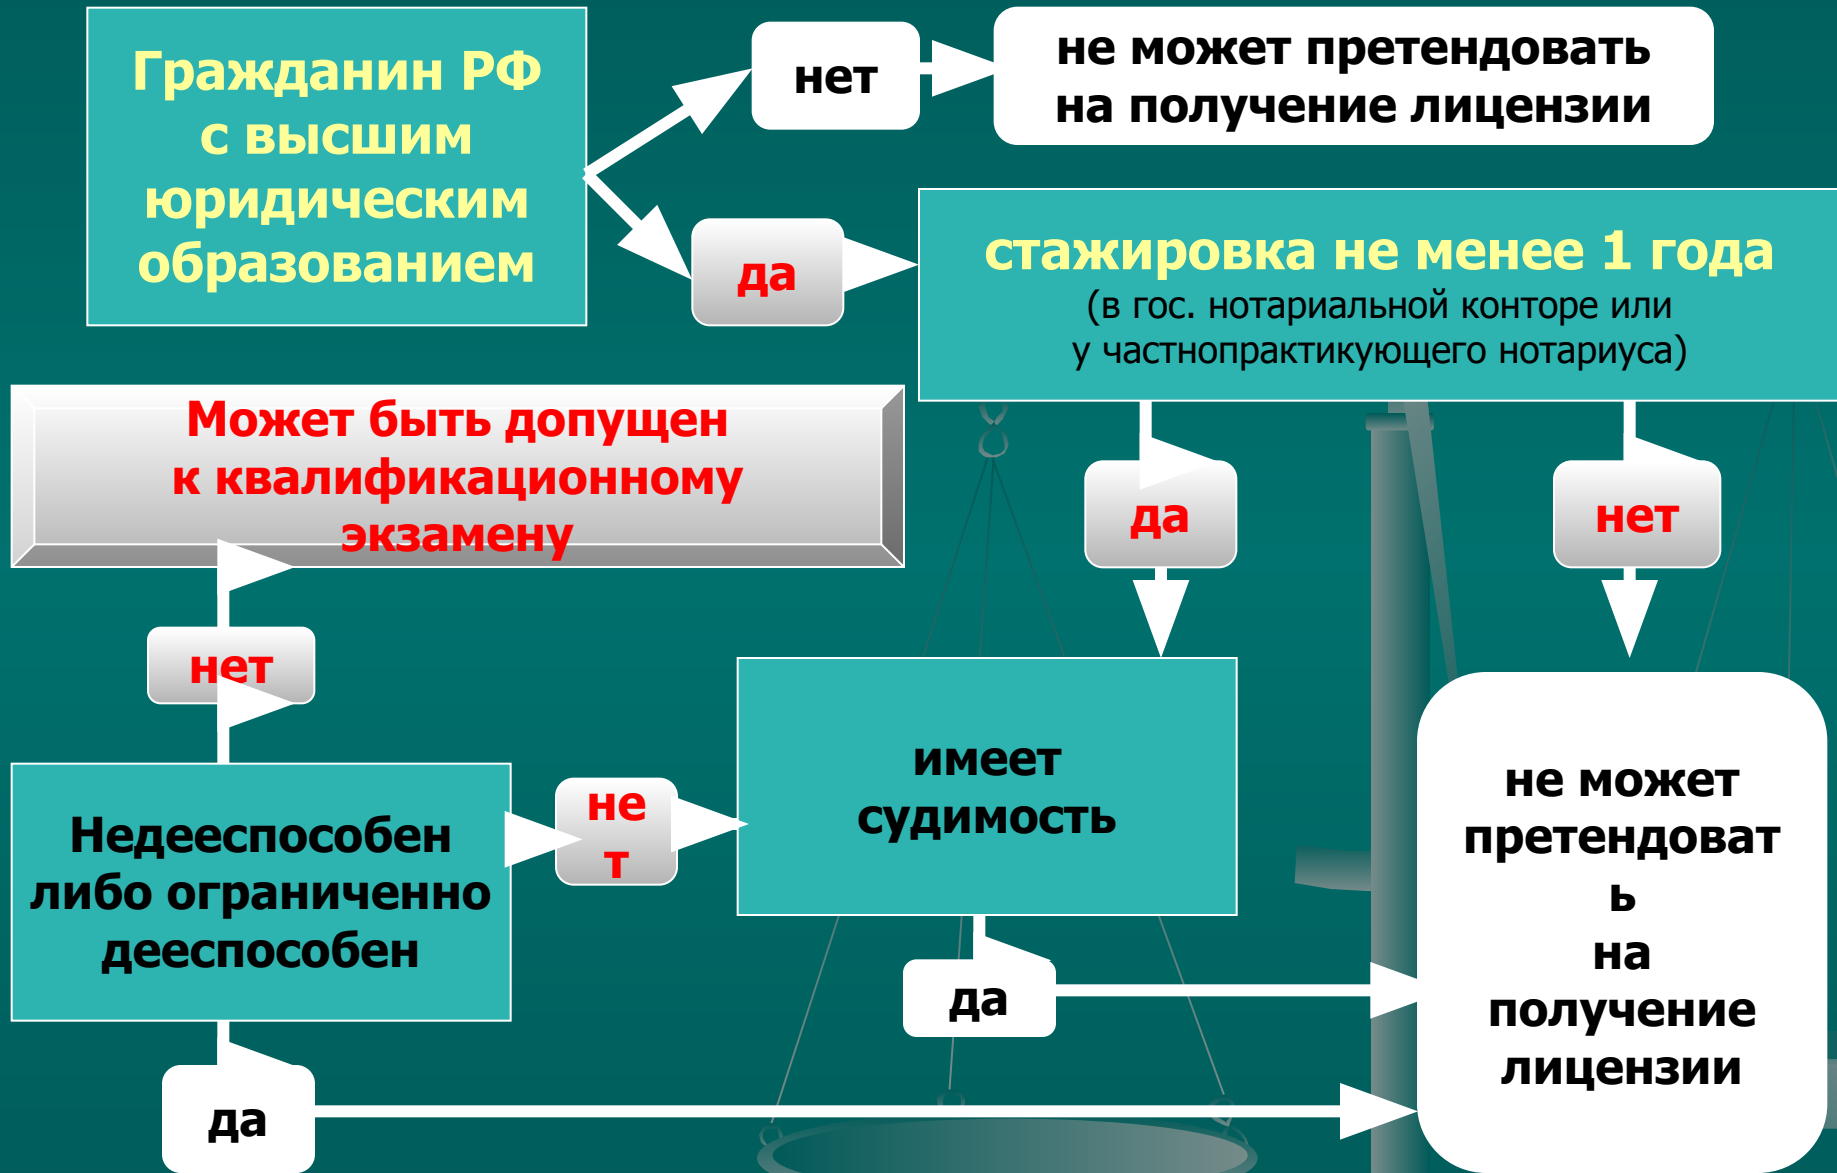 Гражданин РФ
с высшим
юридическим
образованием
нет
не может претендовать
на получение лицензии
да
стажировка не менее 1 года
(в гос. нотариальной конторе или
у частнопрактикующего нотариуса)
Может быть допущен
к квалификационному
экзамену
да
нет
нет
имеет
судимость
Недееспособен
либо ограниченно
дееспособен
не
т
не может
претендоват
ь
на
получение
лицензии
да
да